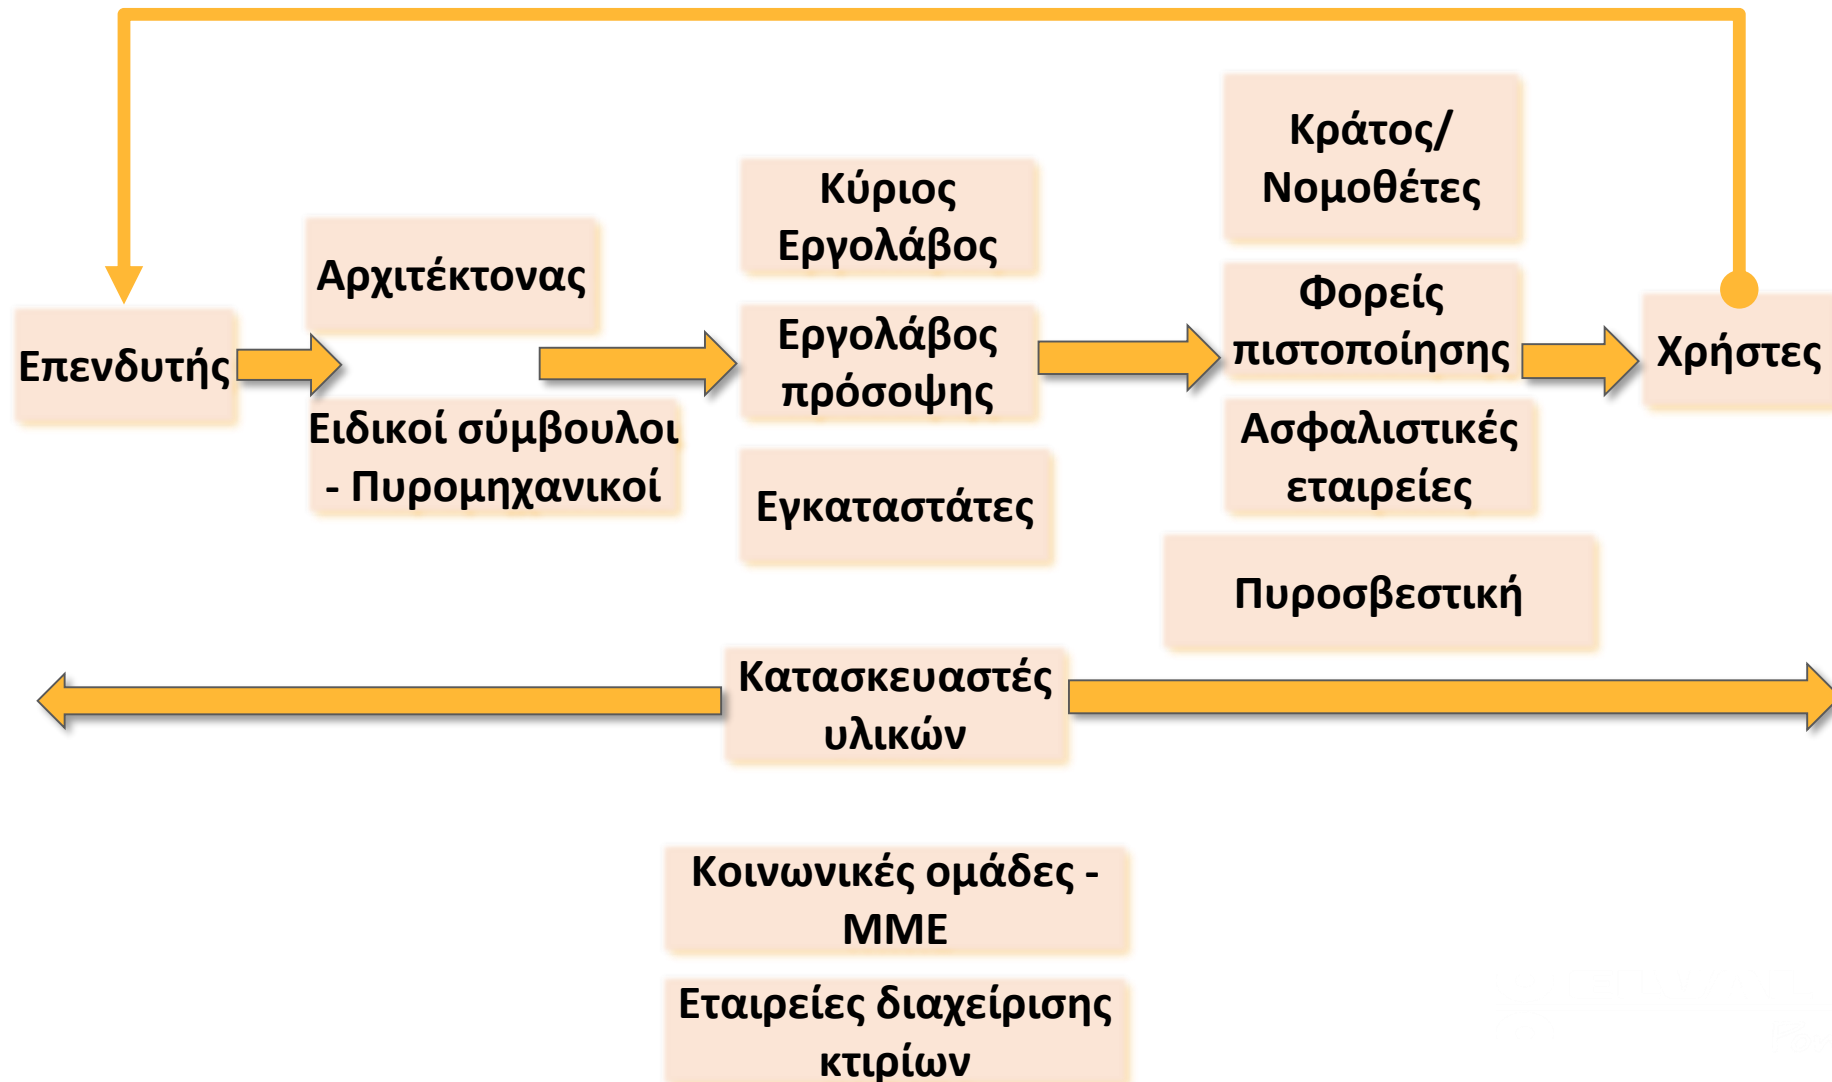 Επενδυτής
Αρχιτέκτονας
Ειδικοί σύμβουλοι
- Πυρομηχανικοί
Κύριος
Εργολάβος
Εργολάβος
πρόσοψης
Εγκαταστάτες
Κράτος/
Νομοθέτες
Φορείς
πιστοποίησης
Ασφαλιστικές
εταιρείες
Πυροσβεστική
Χρήστες
Κατασκευαστές
υλικών
Κοινωνικές ομάδες -
ΜΜΕ
Εταιρείες διαχείρισης
κτιρίων